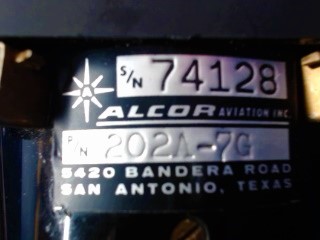 S/N 74128
ALCOR AVIATION INC.
P/N 202A-7G
5420 BANDERA ROAD
SAN ANTONIO, TEXAS